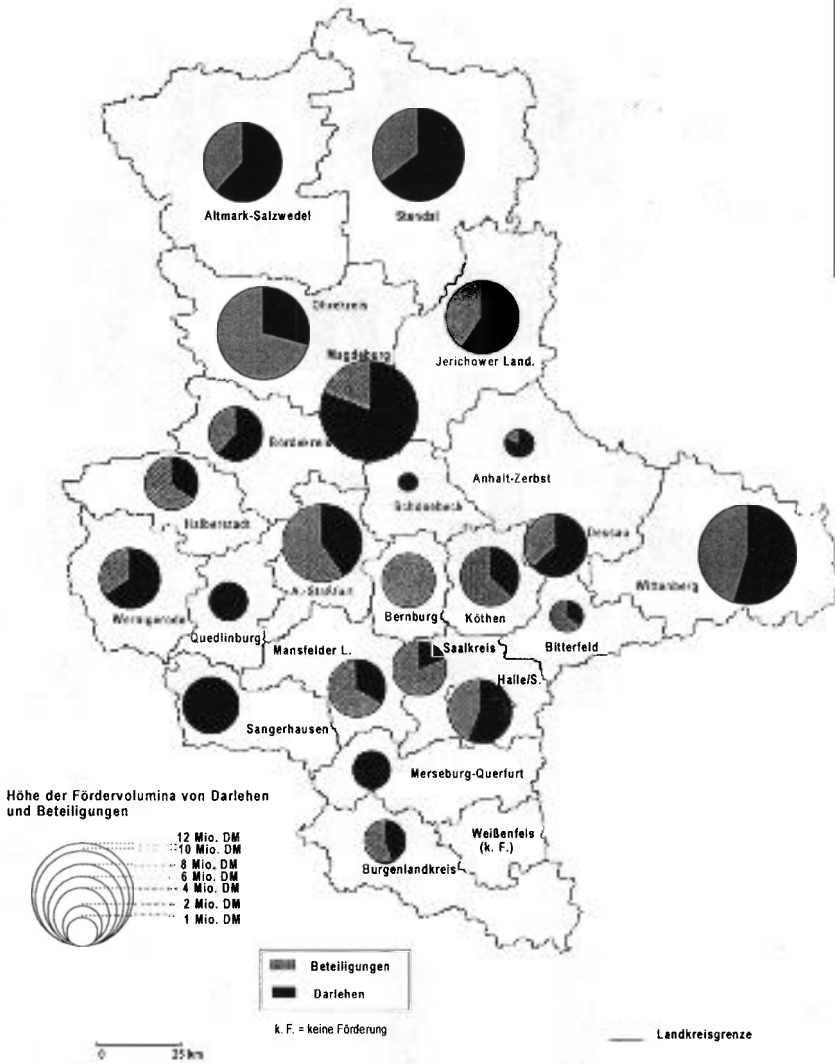 Altmark-Salzwedel
Stendal
Ohrekreis
Magdeburg
Jerichower Land.
Bördekreis
Anhalt-Zerbst
Halberstadt
Schönebeck
Dessau
Wittenberg
A.-Staßfurt
Wernigerode
Bernburg
Köthen
Quedlinburg
Mansfelder L.
Saalkreis
Bitterfeld
Halle/S.
Sangerhausen
Merseburg-Querfurt
Höhe der Fördervolumina von Darlehen
und Beteiligungen
12 Mio. DM
10 Mio. DM
8 Mio. DM
6 Mio. DM
4 Mio. DM
2 Mio. DM
1 Mio. DM
Weißenfels
(k. F.)
Burgenlandkreis
Beteiligungen
Darlehen
k. F. = keine Förderung
Landkreisgrenze
0 25 km